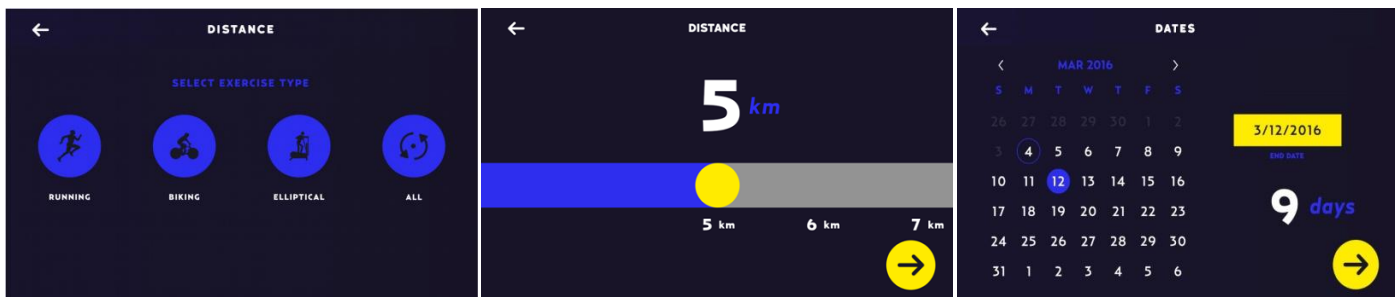 DISTANCE
SELECT EXERCISE TYPE
RUNNING
BIKING
ELLIPTICAL
ALL
DISTANCE
5 km
5 km 6 km 7 km
DATES
MAR 2016
S M T W T F S
26 27 28 29 30 1 2
3 4 5 6 7 8 9
10 11 12 13 14 15 16
17 18 19 20 21 22 23
24 25 26 27 28 29 30
31 1 2 3 4 5 6
3/12/2016
END DATE
9 days